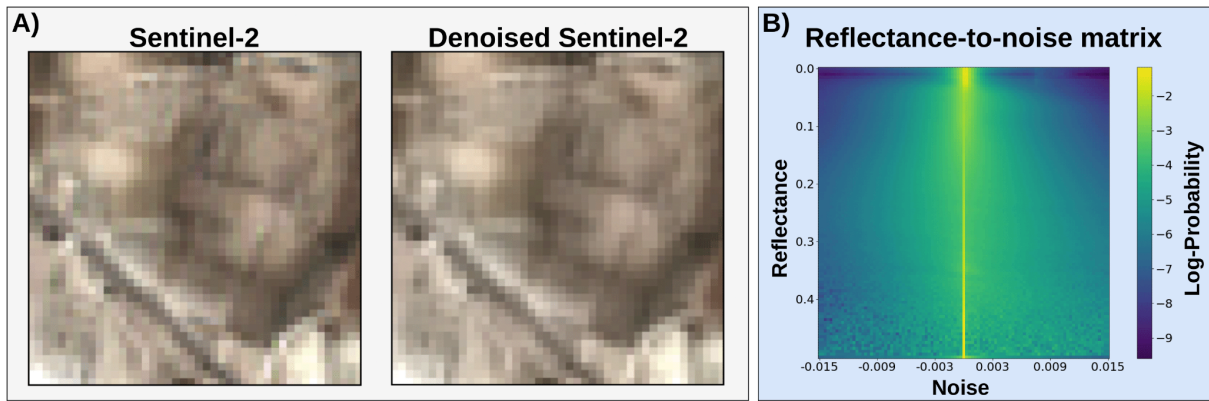 A)
Sentinel-2
Denoised Sentinel-2
B)
Reflectance-to-noise matrix
0.0
0.1
0.2
0.3
0.4
Reflectance
-0.015
-0.009
-0.003
0.003
0.009
0.015
Noise
−2
−3
−4
−5
−6
−7
−8
−9
Log-Probability